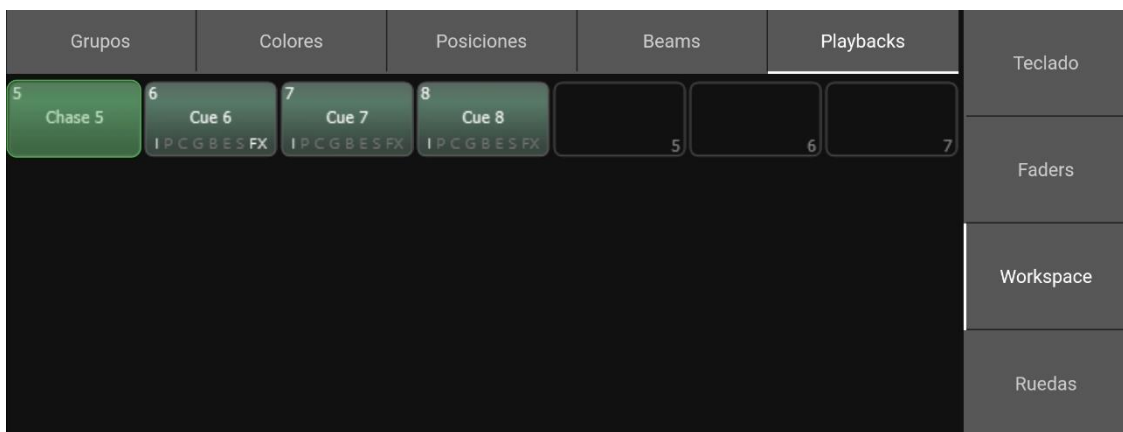 Grupos Colores Posiciones Beams Playbacks
Teclado
5 6 7 8
Chase 5 Cue 6 Cue 7 Cue 8
I P C G B E S FX I P C G B E S FX I P C G B E S FX 5 6 7
Faders
Workspace
Ruedas